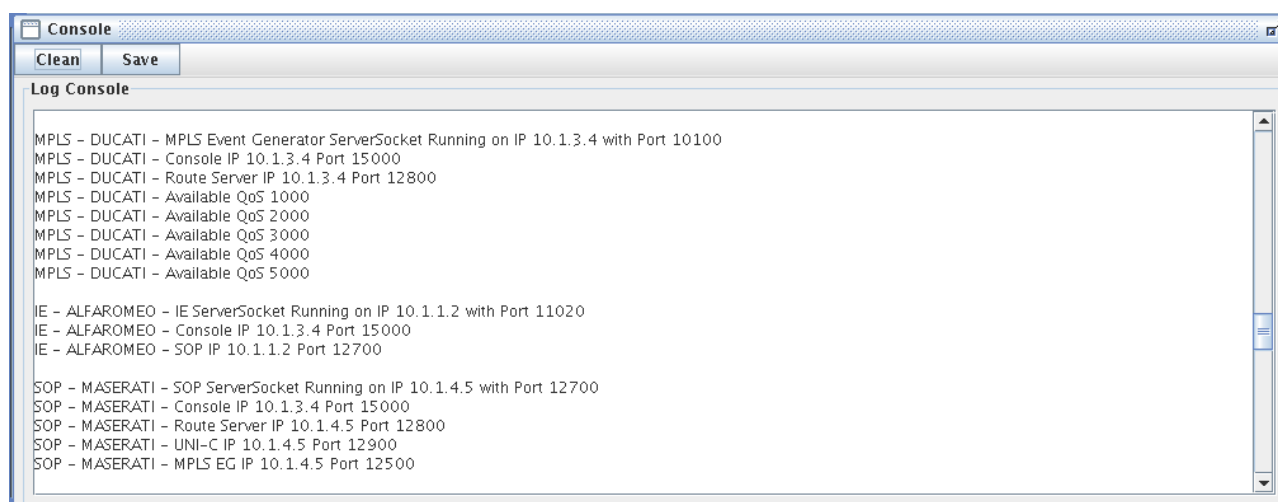 Console
Clean Save
Log Console
MPLS - DUCATI - MPLS Event Generator ServerSocket Running on IP 10.1.3.4 with Port 10100
MPLS - DUCATI - Console IP 10.1.3.4 Port 15000
MPLS - DUCATI - Route Server IP 10.1.3.4 Port 12800
MPLS - DUCATI - Available QoS 1000
MPLS - DUCATI - Available QoS 2000
MPLS - DUCATI - Available QoS 3000
MPLS - DUCATI - Available QoS 4000
MPLS - DUCATI - Available QoS 5000
IE - ALFAROMEO - IE ServerSocket Running on IP 10.1.1.2 with Port 11020
IE - ALFAROMEO - Console IP 10.1.3.4 Port 15000
IE - ALFAROMEO - SOP IP 10.1.1.2 Port 12700
SOP - MASERATI - SOP ServerSocket Running on IP 10.1.4.5 with Port 12700
SOP - MASERATI - Console IP 10.1.3.4 Port 15000
SOP - MASERATI - Route Server IP 10.1.4.5 Port 12800
SOP - MASERATI - UNI-C IP 10.1.4.5 Port 12900
SOP - MASERATI - MPLS EG IP 10.1.4.5 Port 12500